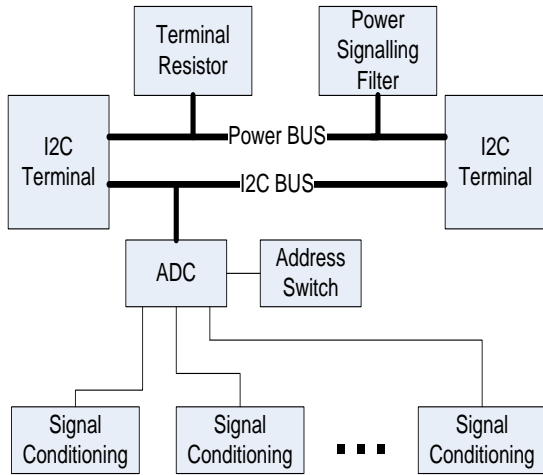 Terminal
Resistor
Power
Signalling
Filter
I2C
Terminal
Power BUS
I2C BUS
I2C
Terminal
ADC
Address
Switch
Signal
Conditioning
Signal
Conditioning
Signal
Conditioning